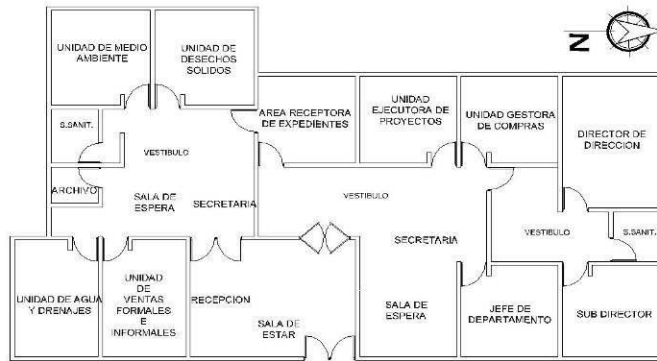 UNIDAD DE MEDIO
AMBIENTE
UNIDAD DE
DESECHOS
SOLIDOS
N
S.SANIT.
AREA RECEPTORA
DE EXPEDIENTES
UNIDAD
EJECUTORA DE
PROYECTOS
UNIDAD GESTORA
DE COMPRAS
DIRECTOR DE
DIRECCION
VESTIBULO
ARCHIVO
SALA DE
ESPERA
SECRETARIA
VESTIBULO
SECRETARIA
VESTIBULO
S.SANIT.
UNIDAD DE AGUA
Y DRENAJES
UNIDAD
DE
VENTAS
FORMALES
E
INFORMALES
RECEPCION
SALA DE
ESTAR
SALA DE
ESPERA
JEFE DE
DEPARTAMENTO
SUB DIRECTOR